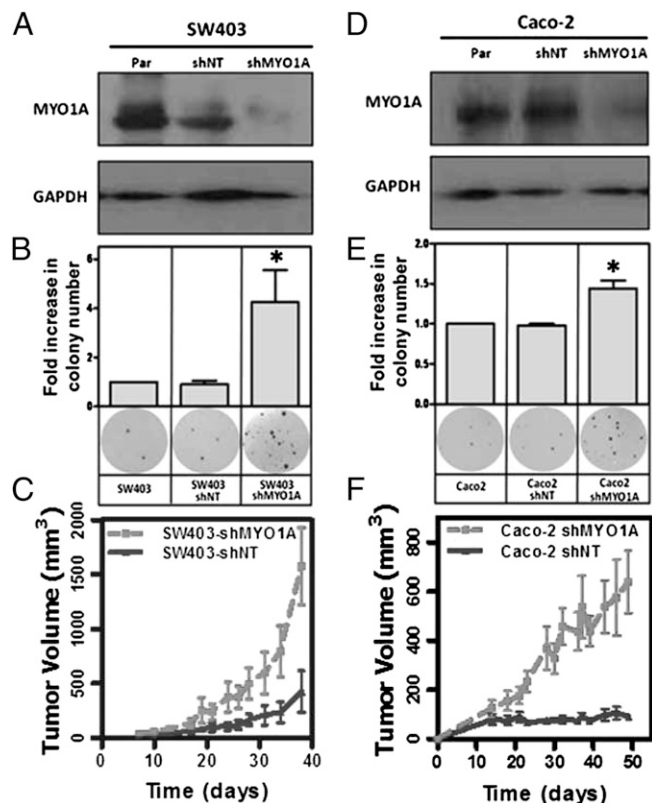 A
SW403
Par shNT shMYO1A
MYO1A
GAPDH
B
Fold increase in
colony number
6
4
2
0
*
SW403
SW403
shNT
SW403
shMYO1A
C
Tumor Volume (mm3)
2000
1500
1000
500
0
SW403-shMYO1A
SW403-shNT
0 10 20 30 40
Time (days)
D
Caco-2
Par shNT shMYO1A
MYO1A
GAPDH
E
Fold increase in
colony number
2.0
1.5
1.0
0.5
0.0
*
Caco2
Caco2
shNT
Caco2
shMYO1A
F
Tumor Volume (mm3)
800
600
400
200
0
Caco-2 shMYO1A
Caco-2 shNT
0 10 20 30 40 50
Time (days)